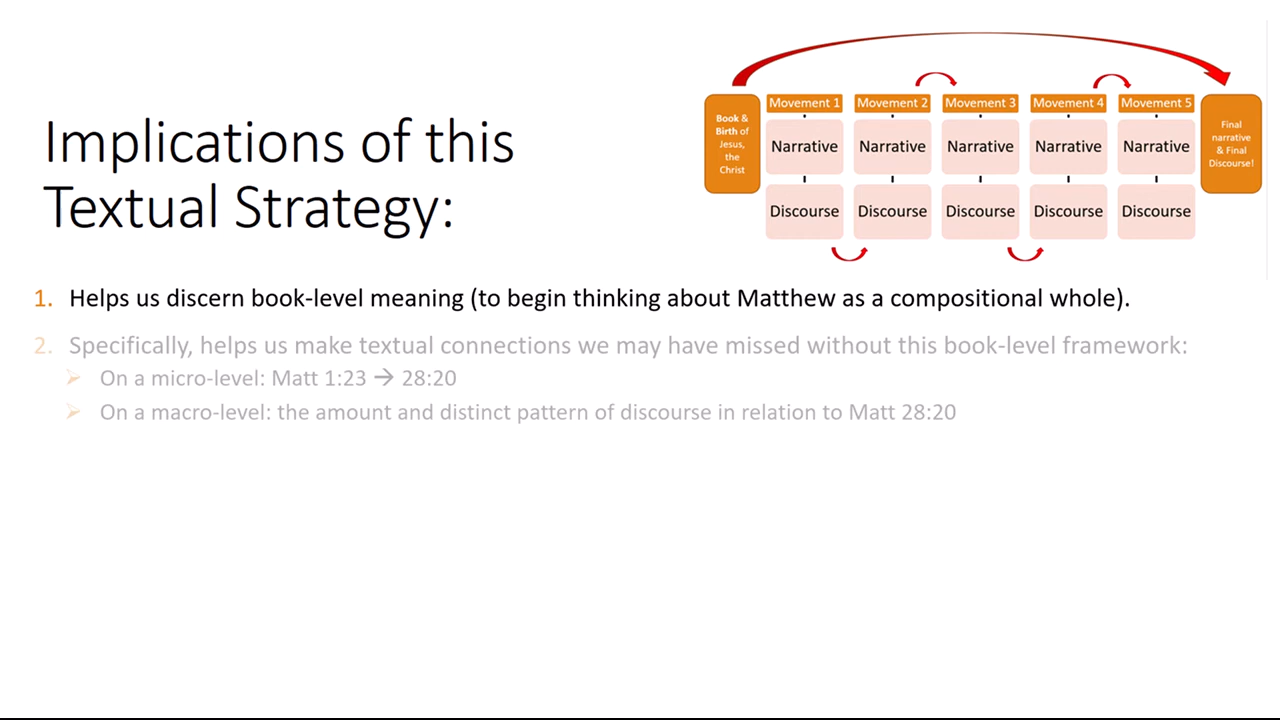 Implications of this
Textual Strategy:
Book &
Birth of
Jesus,
the
Christ
Movement 1
Narrative
Discourse
Movement 2
Narrative
Discourse
Movement 3
Narrative
Discourse
Movement 4
Narrative
Discourse
Movement 5
Narrative
Discourse
Final
narrative
& Final
Discourse!
1. Helps us discern book-level meaning (to begin thinking about Matthew as a compositional whole).
2. Specifically, helps us make textual connections we may have missed without this book-level framework:
➢ On a micro-level: Matt 1:23 → 28:20
➢ On a macro-level: the amount and distinct pattern of discourse in relation to Matt 28:20